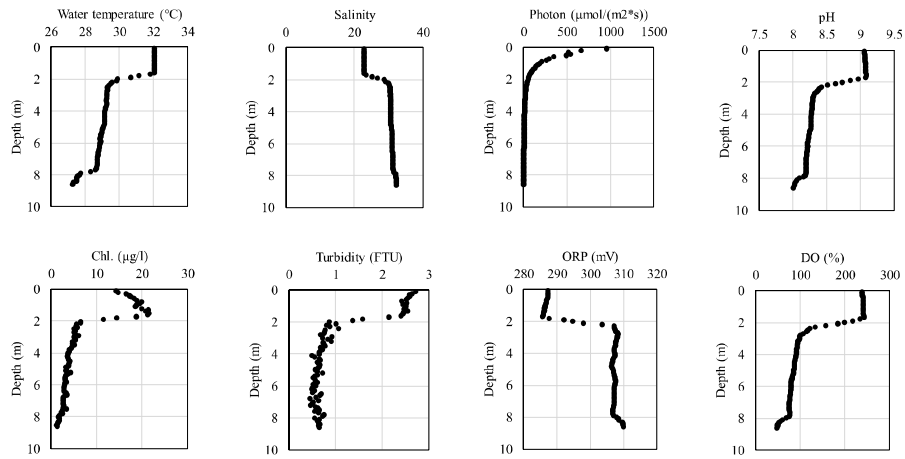 Water temperature (°C)
26 28 30 32 34
0
2
4
6
8
10
Depth (m)
Salinity
0 20 40
0
2
4
6
8
10
Depth (m)
Photon (μmol/(m2*s))
0 500 1000 1500
0
2
4
6
8
10
Depth (m)
pH
7.5 8 8.5 9 9.5
0
2
4
6
8
10
Depth (m)
Chl. (μg/l)
0 10 20 30
0
2
4
6
8
10
Depth (m)
Turbidity (FTU)
0 1 2 3
0
2
4
6
8
10
Depth (m)
ORP (mV)
280 290 300 310 320
0
2
4
6
8
10
Depth (m)
DO (%)
0 100 200 300
0
2
4
6
8
10
Depth (m)